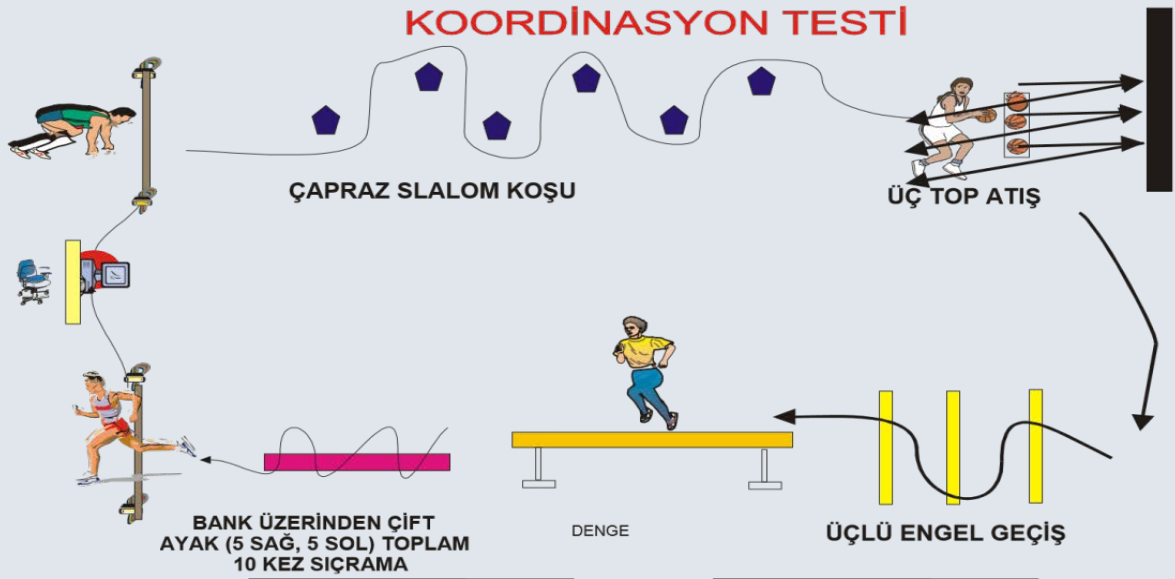 KOORDİNASYON TESTİ
ÇAPRAZ SLALOM KOŞU
ÜÇ TOP ATIŞ
BANK ÜZERİNDEN ÇİFT
AYAK (5 SAĞ, 5 SOL) TOPLAM
10 KEZ SIÇRAMA
DENGE
ÜÇLÜ ENGEL GEÇİŞ